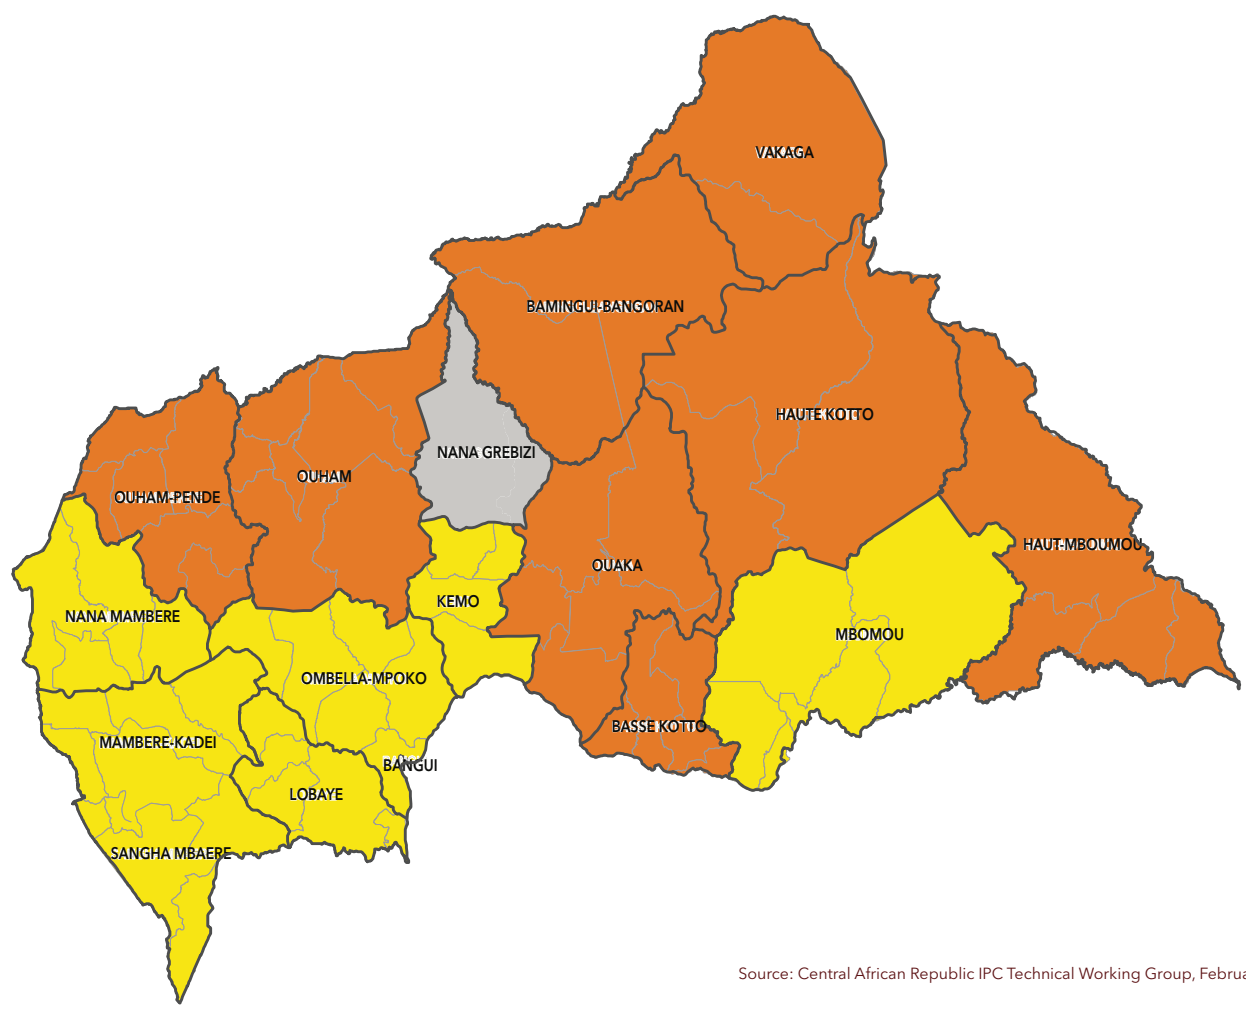 VAKAGA
BAMINGUI-BANGORAN
HAUTE KOTTO
NANA GREBIZI
OUHAM
OUHAM-PENDE
HAUT-MBOUMOU
OUAKA
KEMO
NANA MAMBERE
MBOMOU
OMBELLA-MPOKO
BASSE KOTTO
MAMBERE-KADEI
BANGUI
LOBAYE
SANGHA MBAERE
Source: Central African Republic IPC Technical Working Group,